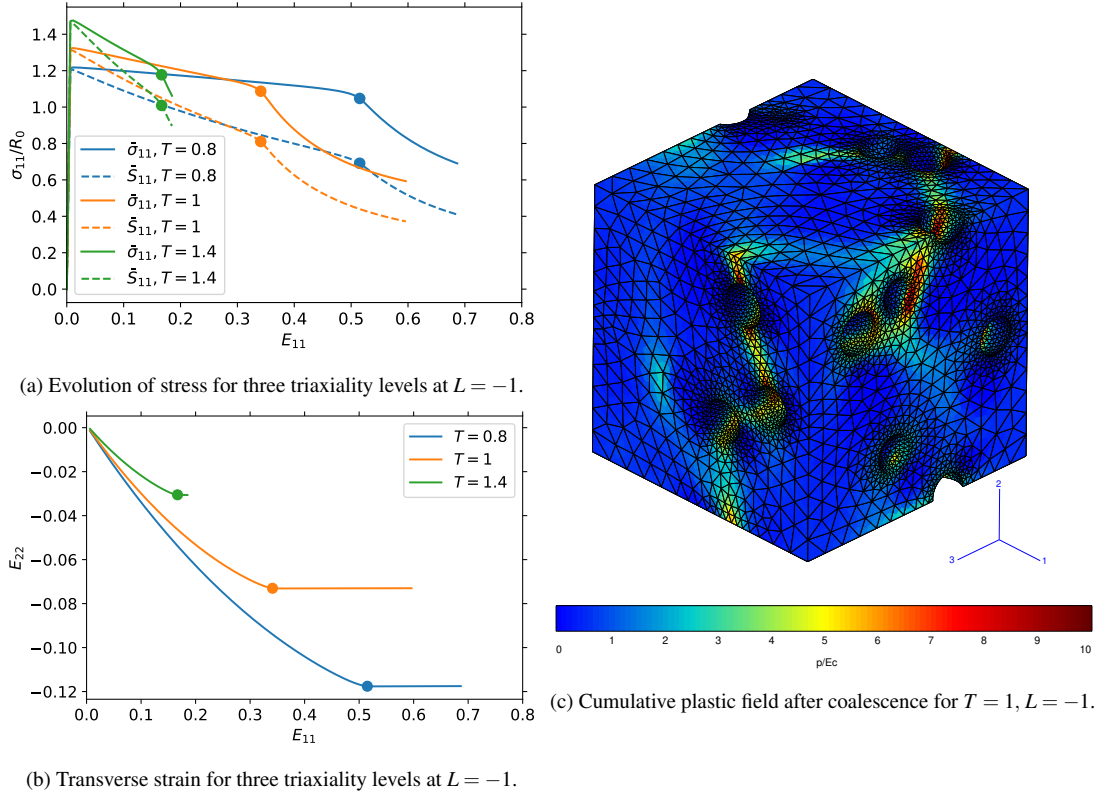 1.4
1.2
1.0
0.8
0.6
0.4
0.2
0.0
σ₁₁/R₀
σ̄₁₁, T = 0.8
S̄₁₁, T = 0.8
σ̄₁₁, T = 1
S̄₁₁, T = 1
σ̄₁₁, T = 1.4
S̄₁₁, T = 1.4
0.0 0.1 0.2 0.3 0.4 0.5 0.6 0.7 0.8
E₁₁
(a) Evolution of stress for three triaxiality levels at L = −1.
0.00
−0.02
−0.04
−0.06
−0.08
−0.10
−0.12
E₂₂
T = 0.8
T = 1
T = 1.4
0.0 0.1 0.2 0.3 0.4 0.5 0.6 0.7 0.8
E₁₁
(b) Transverse strain for three triaxiality levels at L = −1.
2
3
1
0 1 2 3 4 5 6 7 8 9 10
p/Ec
(c) Cumulative plastic field after coalescence for T = 1, L = −1.